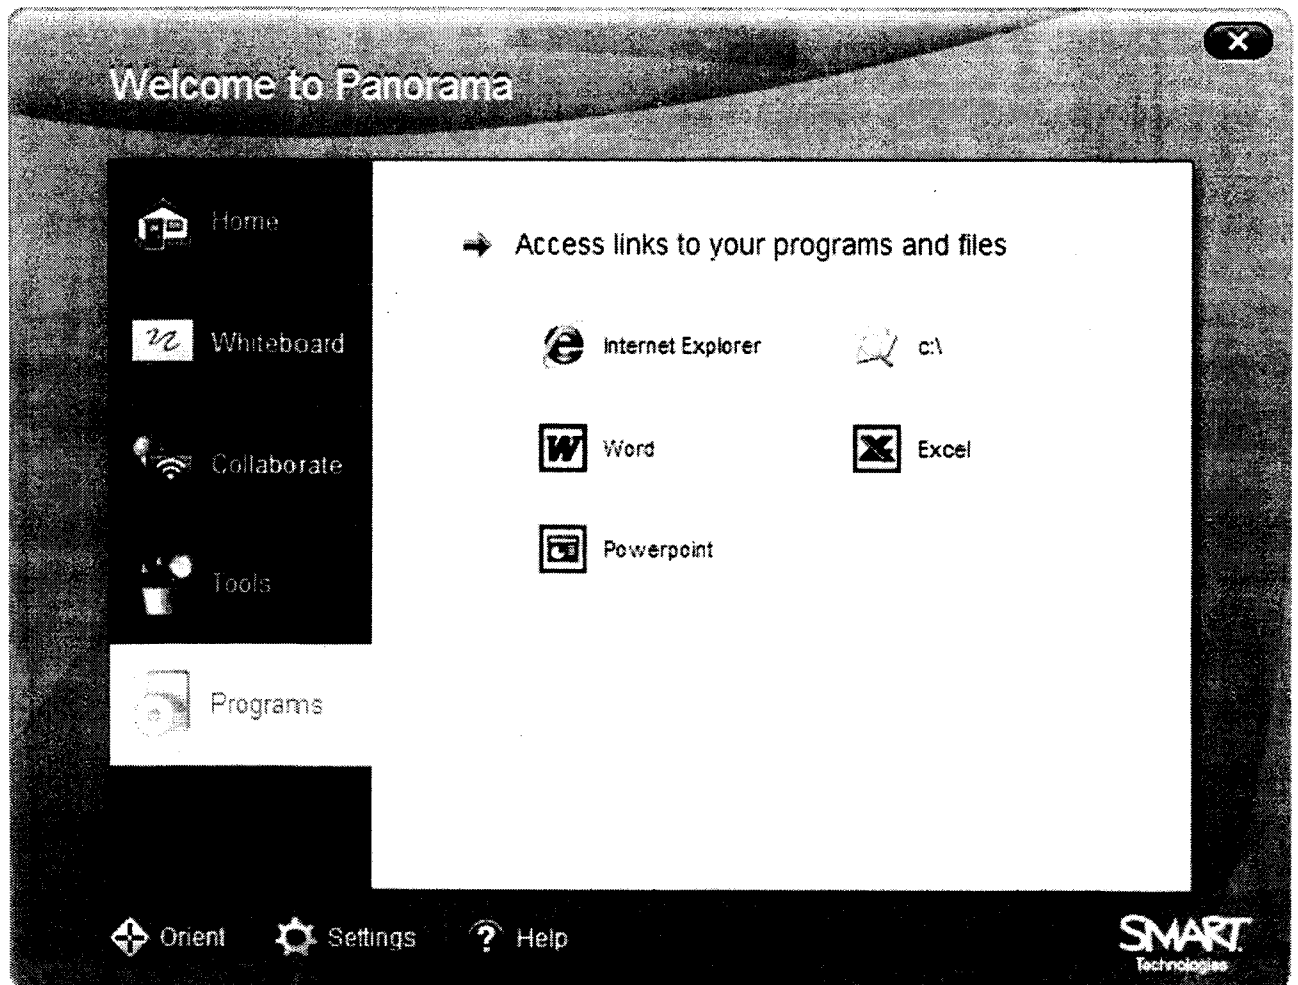 Welcome to Panorama
Home
Whiteboard
Collaborate
Tools
Programs
Access links to your programs and files
Internet Explorer
c:\
Word
Excel
Powerpoint
Orient
Settings
Help
SMART
Technologies